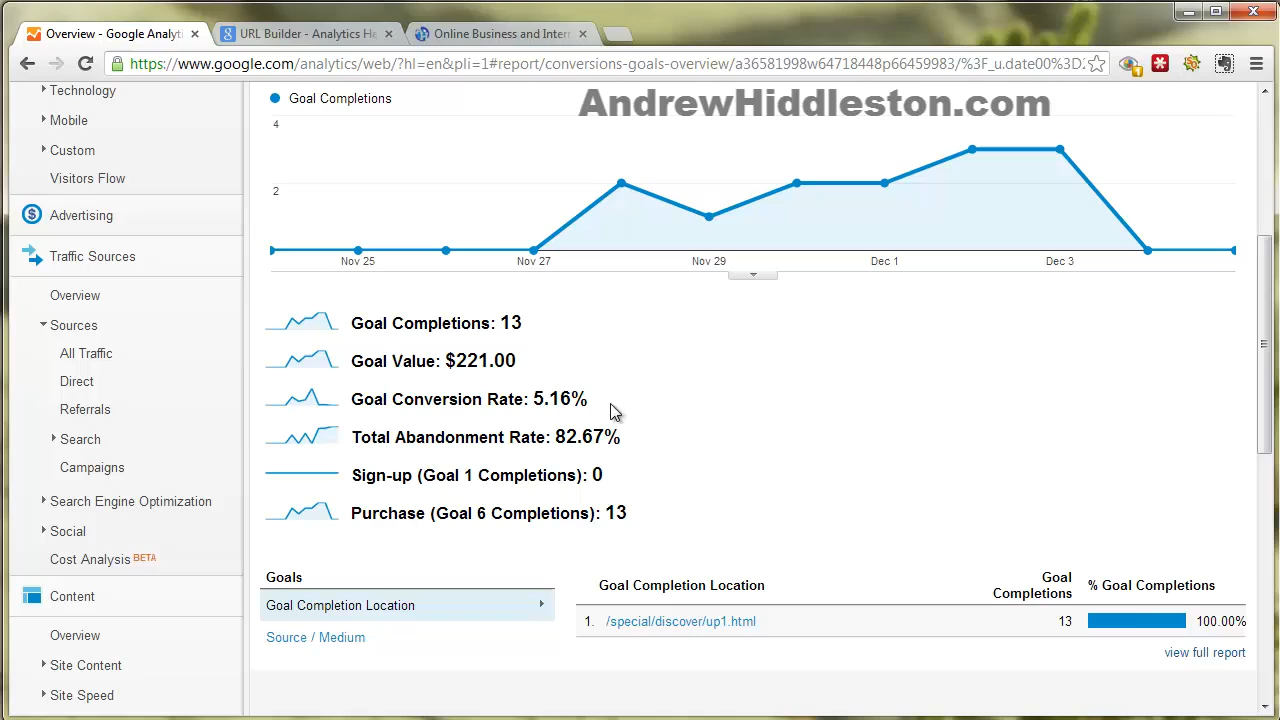 Overview - Google Analyti
URL Builder - Analytics He
Online Business and Interr
https://www.google.com/analytics/web/?hl=en&pli=1#report/conversions-goals-overview/a36581998w64718448p66459983/%3F_u.date00%3D2
Technology
Mobile
Custom
Visitors Flow
Advertising
Traffic Sources
Overview
Sources
All Traffic
Direct
Referrals
Search
Campaigns
Search Engine Optimization
Social
Cost Analysis BETA
Content
Overview
Site Content
Site Speed
Goal Completions
AndrewHiddleston.com
4
2
Nov 25 Nov 27 Nov 29 Dec 1 Dec 3
Goal Completions: 13
Goal Value: $221.00
Goal Conversion Rate: 5.16%
Total Abandonment Rate: 82.67%
Sign-up (Goal 1 Completions): 0
Purchase (Goal 6 Completions): 13
Goals
Goal Completion Location
Source / Medium
Goal Completion Location Goal Completions % Goal Completions
1. /special/discover/up1.html 13 100.00%
view full report